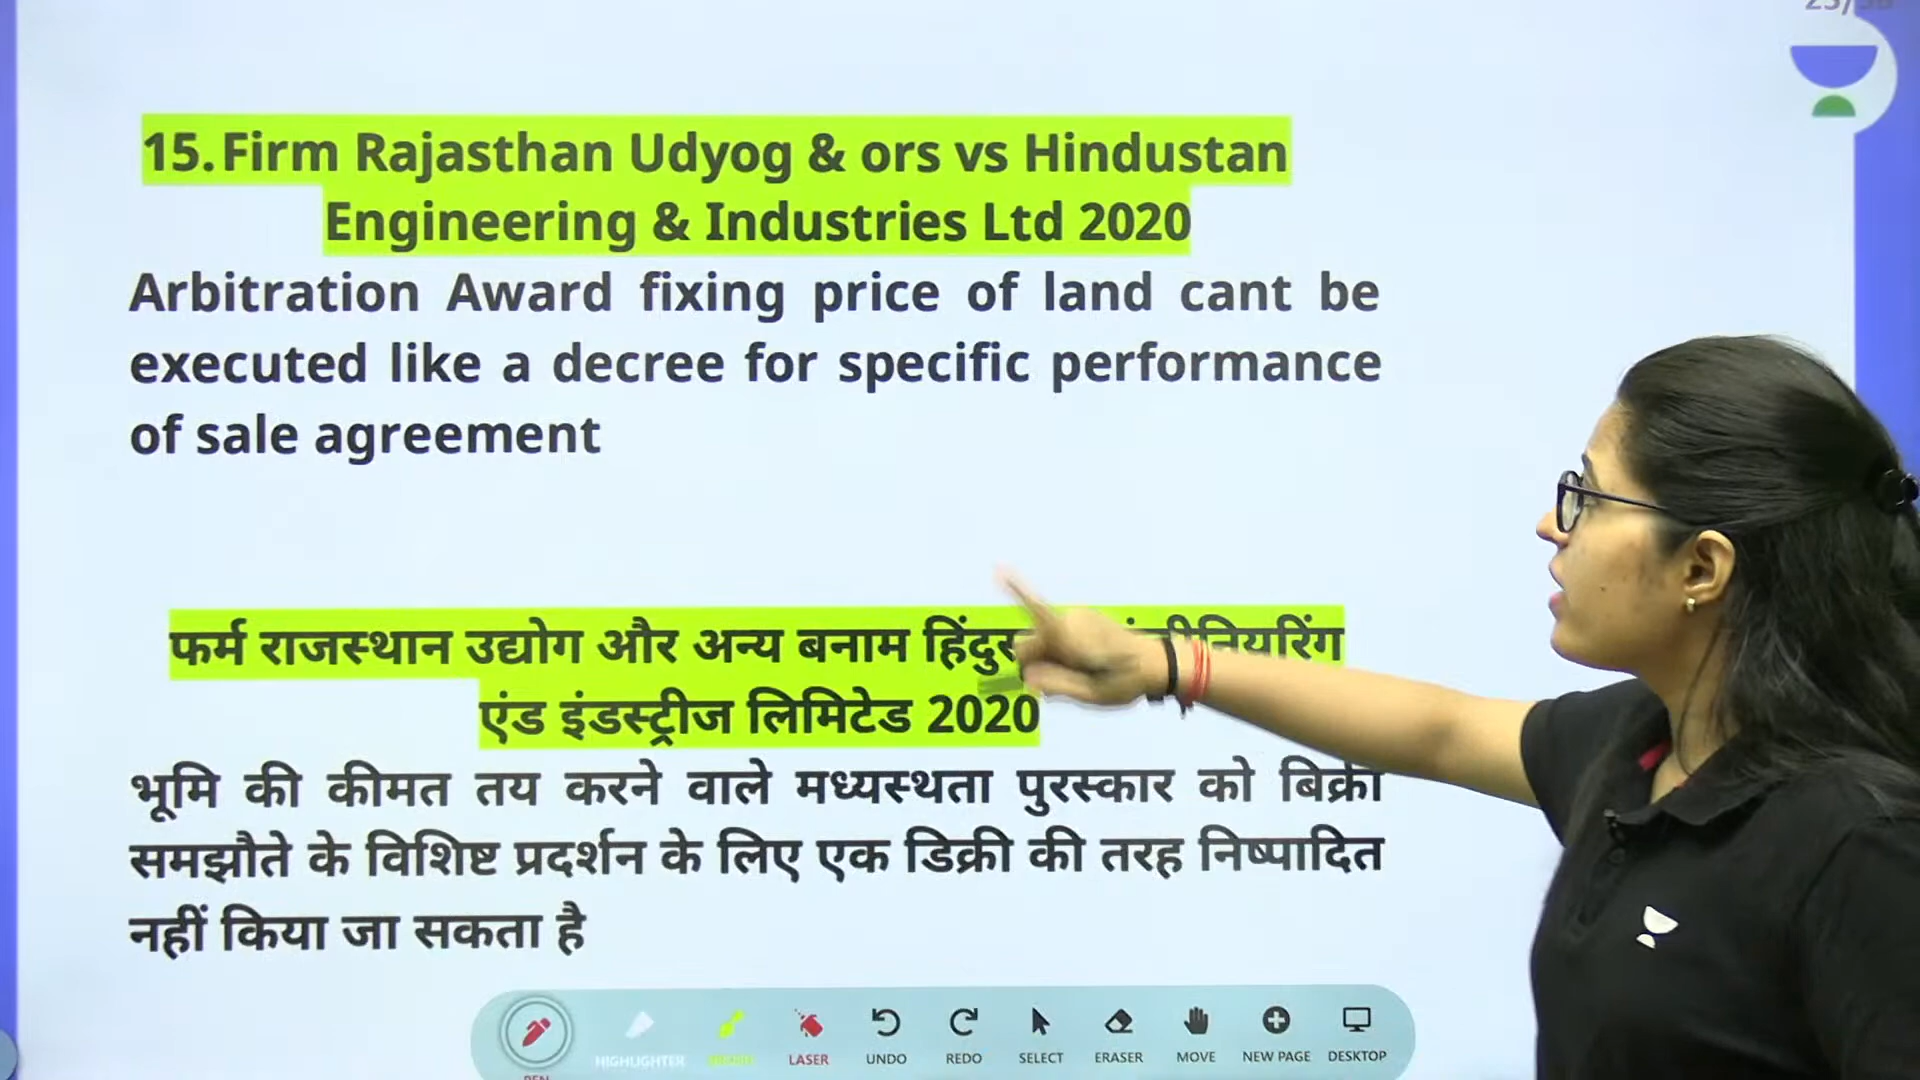 15. Firm Rajasthan Udyog & ors vs Hindustan
Engineering & Industries Ltd 2020
Arbitration Award fixing price of land cant be
executed like a decree for specific performance
of sale agreement
फर्म राजस्थान उद्योग और अन्य बनाम
एंड इंडस्ट्रीज लिमिटेड 2020
भूमि की कीमत तय करने वाले मध्यस्थता पुरस्कार को बिक्री
समझौते के विशिष्ट प्रदर्शन के लिए एक डिक्री की तरह निष्पादित
नहीं किया जा सकता है
HIGHLIGHTER LASER UNDO REDO SELECT ERASER MOVE NEW PAGE DESKTOP